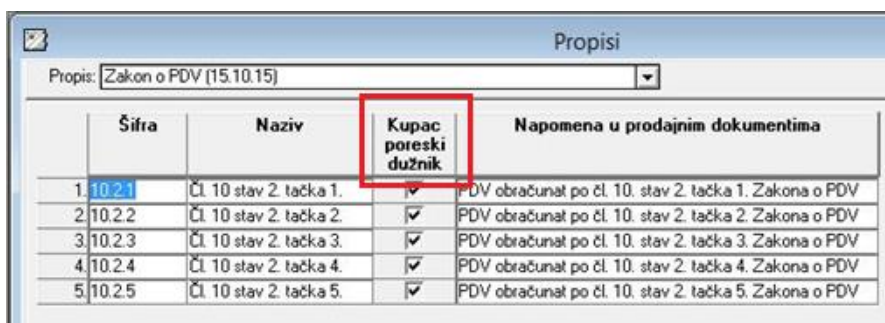 Propisi
Propis: Zakon o PDV (15.10.15)
Šifra Naziv Kupac poreski dužnik Napomena u prodajnim dokumentima
1. 10.2.1 Čl. 10 stav 2. tačka 1. PDV obračunat po čl. 10. stav 2. tačka 1. Zakona o PDV
2. 10.2.2 Čl. 10 stav 2. tačka 2. PDV obračunat po čl. 10. stav 2. tačka 2. Zakona o PDV
3. 10.2.3 Čl. 10 stav 2. tačka 3. PDV obračunat po čl. 10. stav 2. tačka 3. Zakona o PDV
4. 10.2.4 Čl. 10 stav 2. tačka 4. PDV obračunat po čl. 10. stav 2. tačka 4. Zakona o PDV
5. 10.2.5 Čl. 10 stav 2. tačka 5. PDV obračunat po čl. 10. stav 2. tačka 5. Zakona o PDV